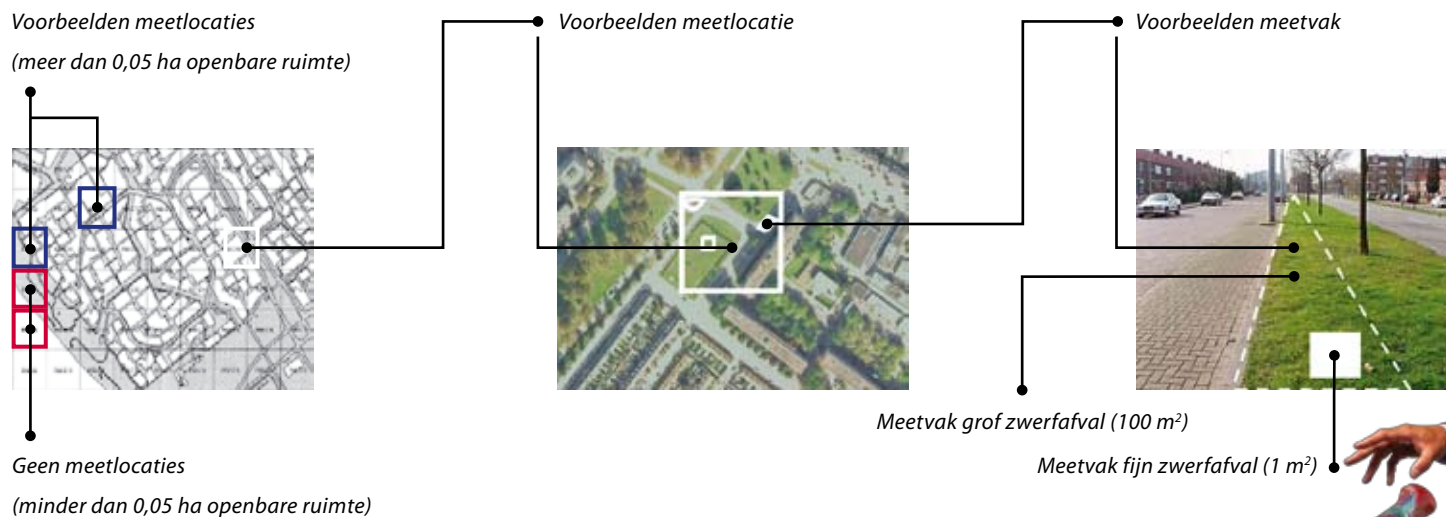 Voorbeelden meetlocaties
(meer dan 0,05 ha openbare ruimte)
Voorbeelden meetlocatie
Voorbeelden meetvak
Meetvak grof zwerfafval (100 m²)
Meetvak fijn zwerfafval (1 m²)
Geen meetlocaties
(minder dan 0,05 ha openbare ruimte)